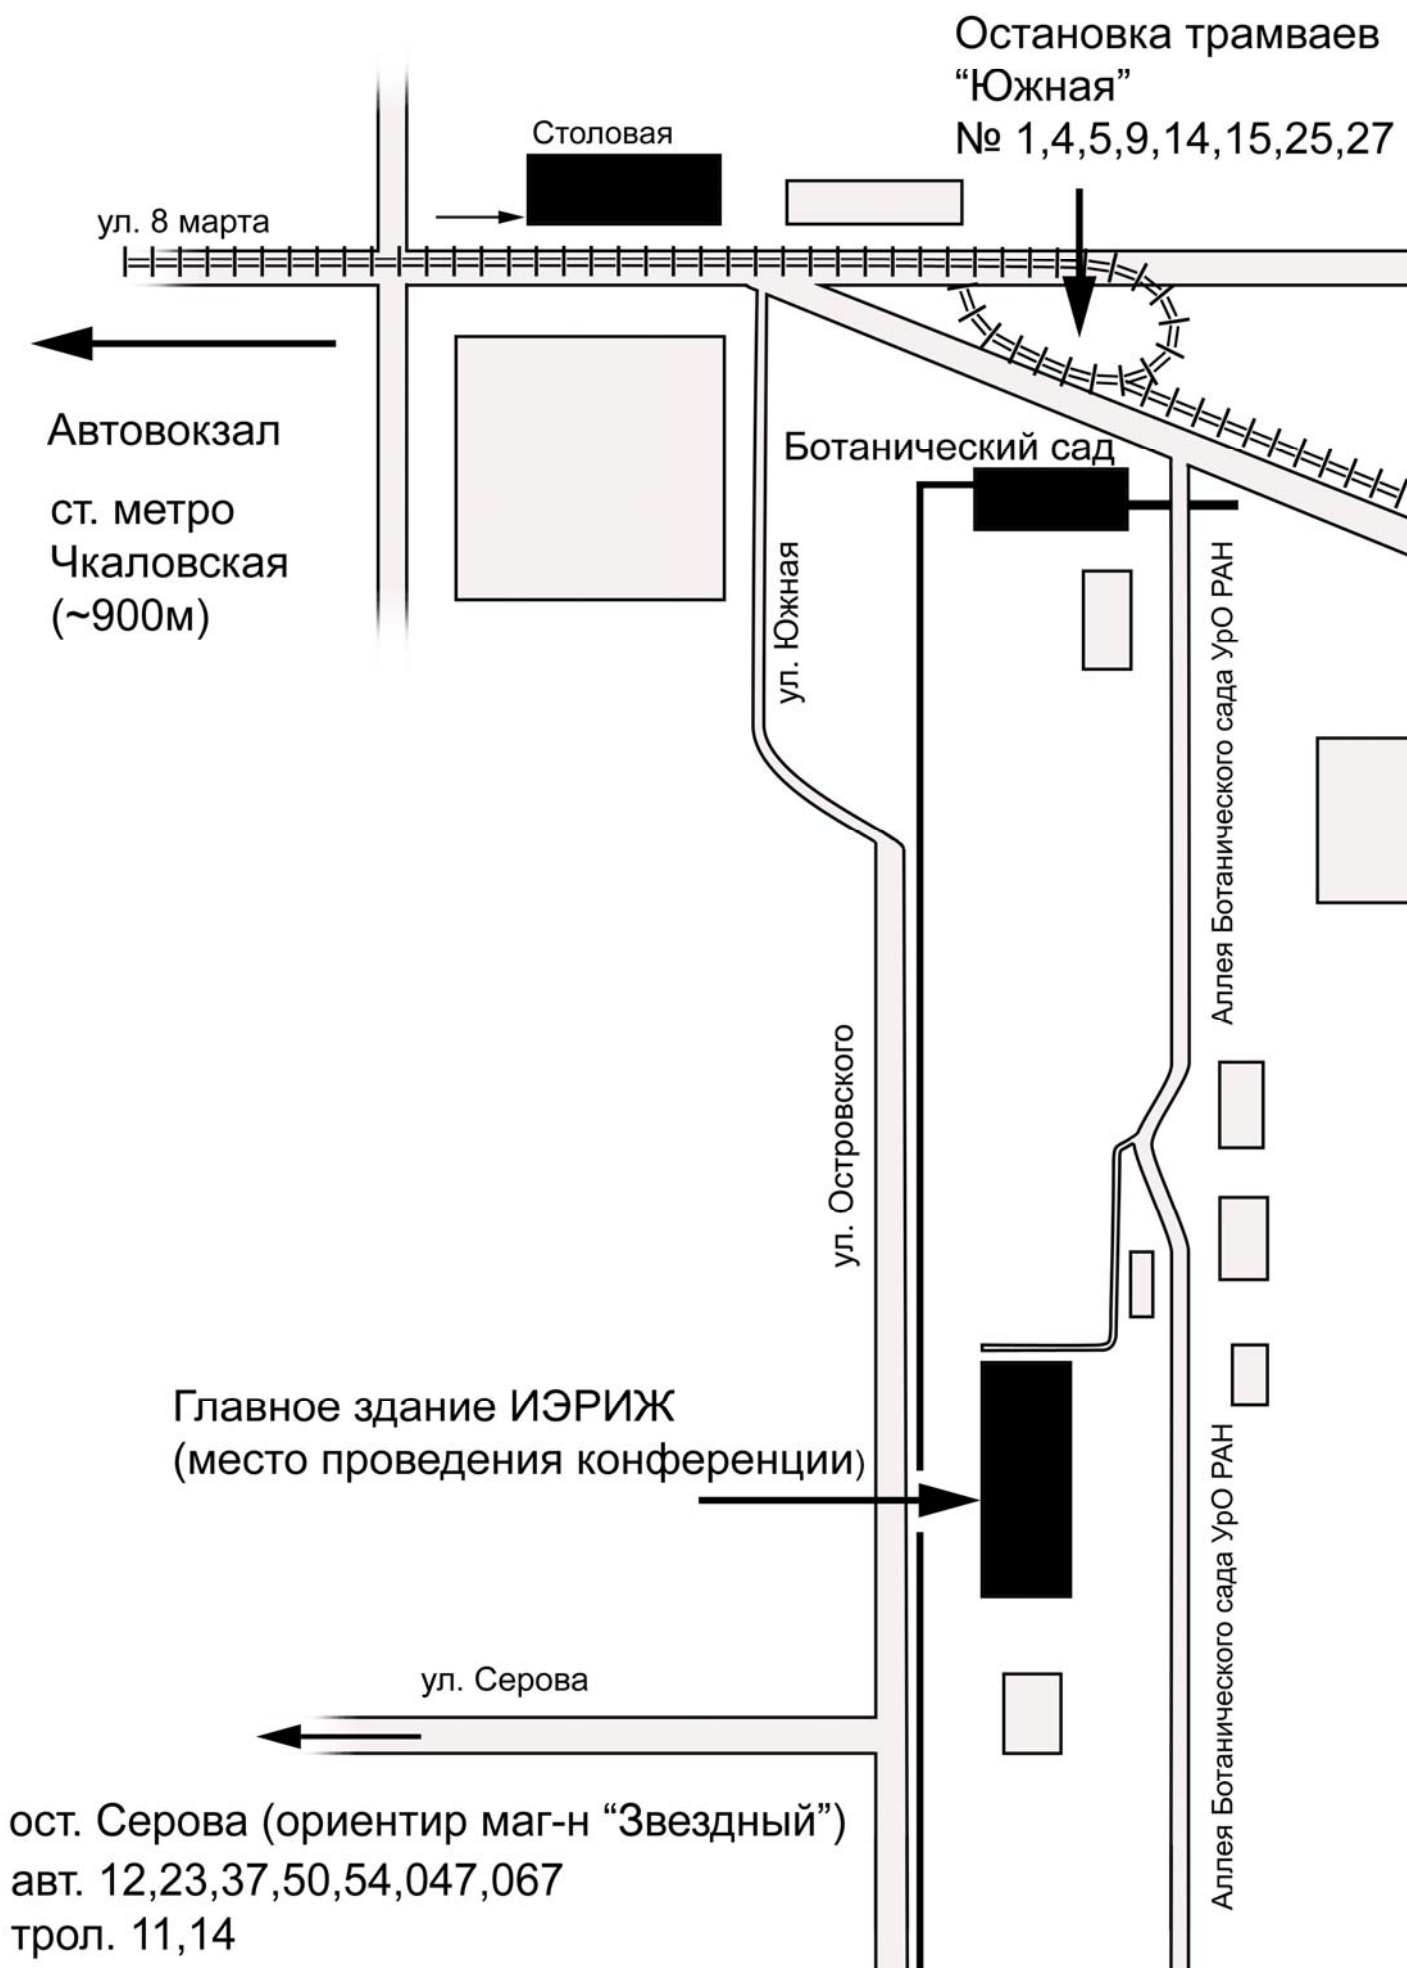 Остановка трамваев
“Южная”
№ 1,4,5,9,14,15,25,27
Столовая
ул. 8 марта
Автовокзал
ст. метро
Чкаловская
(~900м)
Ботанический сад
ул. Южная
Аллея Ботанического сада УрО РАН
ул. Островского
Главное здание ИЭРИЖ
(место проведения конференции)
Аллея Ботанического сада УрО РАН
ул. Серова
ост. Серова (ориентир маг-н “Звездный”)
авт. 12,23,37,50,54,047,067
трол. 11,14